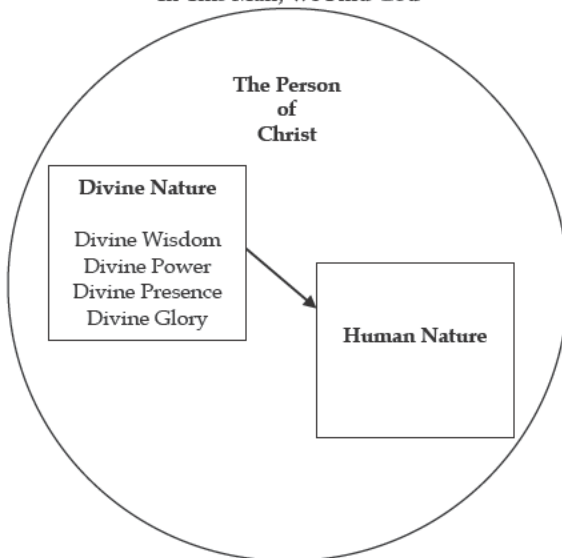 The Person
of
Christ
Divine Nature
Divine Wisdom
Divine Power
Divine Presence
Divine Glory
Human Nature